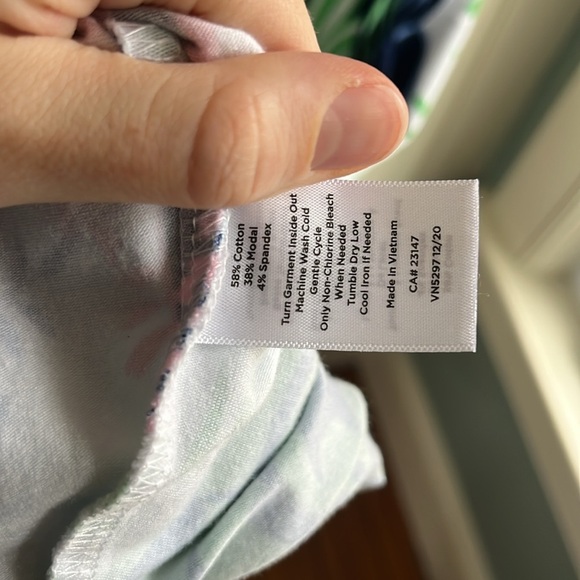 58% Cotton
38% Modal
4% Spandex
Turn Garment Inside Out
Machine Wash Cold
Gentle Cycle
Only Non-Chlorine Bleach
When Needed
Tumble Dry Low
Cool Iron If Needed
Made In Vietnam
CA# 23147
VN5297 12/20